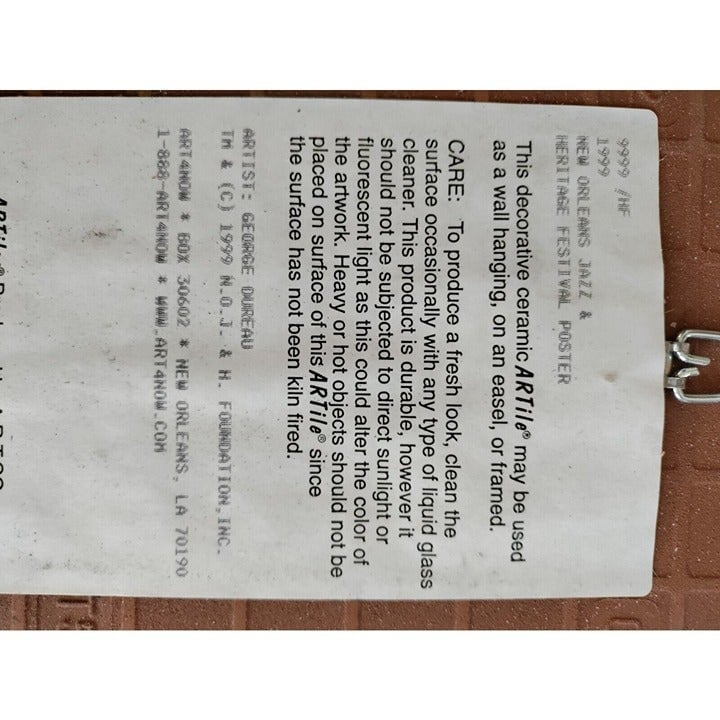 9999 /HF
1999
NEW ORLEANS JAZZ &
HERITAGE FESTIVAL POSTER
This decorative ceramic ARTile® may be used
as a wall hanging, on an easel, or framed.
CARE: To produce a fresh look, clean the
surface occasionally with any type of liquid glass
cleaner. This product is durable, however it
should not be subjected to direct sunlight or
fluorescent light as this could alter the color of
the artwork. Heavy or hot objects should not be
placed on surface of this ARTile® since
the surface has not been kiln fired.
ARTIST: GEORGE DUREAU
TM & (C) 1999 N.O.J. & H. FOUNDATION,INC.
ART4NOW * BOX 30602 * NEW ORLEANS, LA 70190
1-888-ART4NOW * WWW.ART4NOW.COM
ARTile®